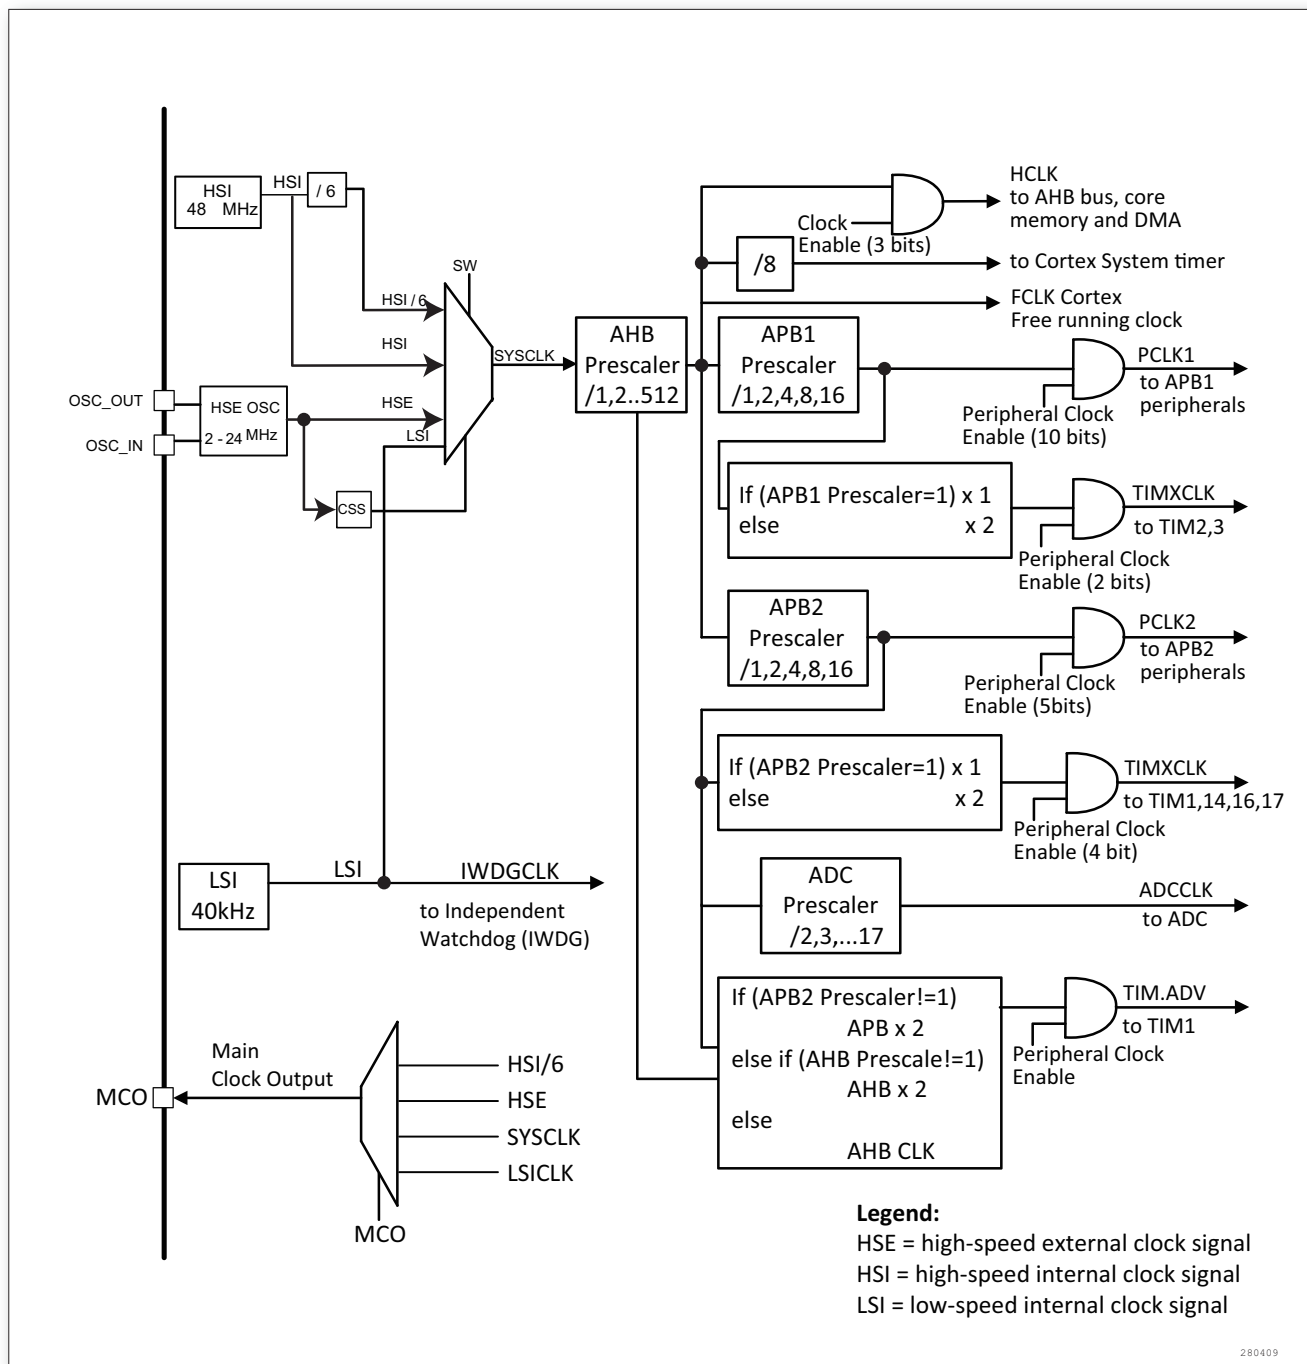 HSI
48 MHz
HSI
/ 6
SW
HSI / 6
HSI
SYSCLK
HSE
LSI
OSC_OUT
OSC_IN
HSE OSC
2 - 24 MHz
CSS
AHB
Prescaler
/1,2..512
HCLK
to AHB bus, core
memory and DMA
Clock
Enable (3 bits)
/8
to Cortex System timer
FCLK Cortex
Free running clock
APB1
Prescaler
/1,2,4,8,16
PCLK1
to APB1
peripherals
Peripheral Clock
Enable (10 bits)
If (APB1 Prescaler=1) x 1
else x 2
TIMXCLK
to TIM2,3
Peripheral Clock
Enable (2 bits)
APB2
Prescaler
/1,2,4,8,16
PCLK2
to APB2
peripherals
Peripheral Clock
Enable (5bits)
If (APB2 Prescaler=1) x 1
else x 2
TIMXCLK
to TIM1,14,16,17
Peripheral Clock
Enable (4 bit)
LSI
40kHz
LSI
IWDGCLK
to Independent
Watchdog (IWDG)
ADC
Prescaler
/2,3,...17
ADCCLK
to ADC
If (APB2 Prescaler!=1)
APB x 2
else if (AHB Prescale!=1)
AHB x 2
else
AHB CLK
TIM.ADV
to TIM1
Peripheral Clock
Enable
Main
Clock Output
MCO
HSI/6
HSE
SYSCLK
LSICLK
MCO
Legend:
HSE = high-speed external clock signal
HSI = high-speed internal clock signal
LSI = low-speed internal clock signal
280409